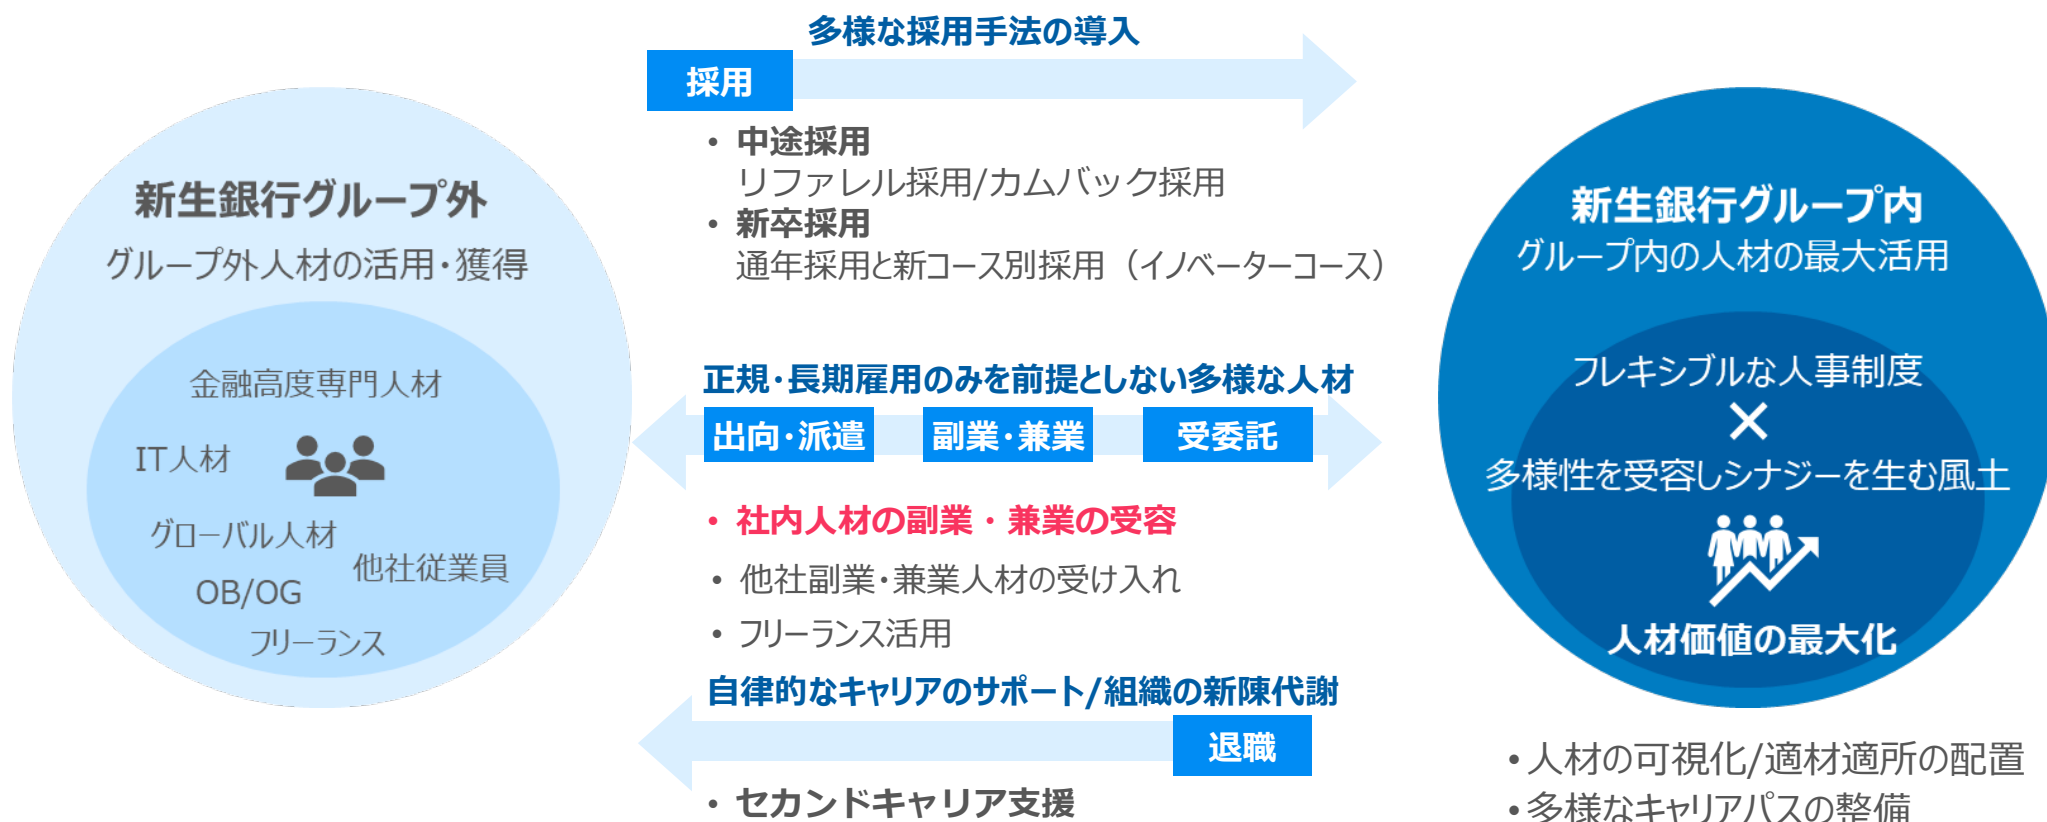 多様な採用手法の導入
採用
・中途採用
リファレル採用/カムバック採用
・新卒採用
通年採用と新コース別採用（イノベーターコース）
新生銀行グループ外
グループ外人材の活用・獲得
金融高度専門人材
IT人材
グローバル人材
他社従業員
OB/OG
フリーランス
正規・長期雇用のみを前提としない多様な人材
出向・派遣
副業・兼業
受委託
・社内人材の副業・兼業の受容
・他社副業・兼業人材の受け入れ
・フリーランス活用
自律的なキャリアのサポート/組織の新陳代謝
退職
・セカンドキャリア支援
新生銀行グループ内
グループ内の人材の最大活用
フレキシブルな人事制度
×
多様性を受容しシナジーを生む風土
人材価値の最大化
・人材の可視化/適材適所の配置
・多様なキャリアパスの整備